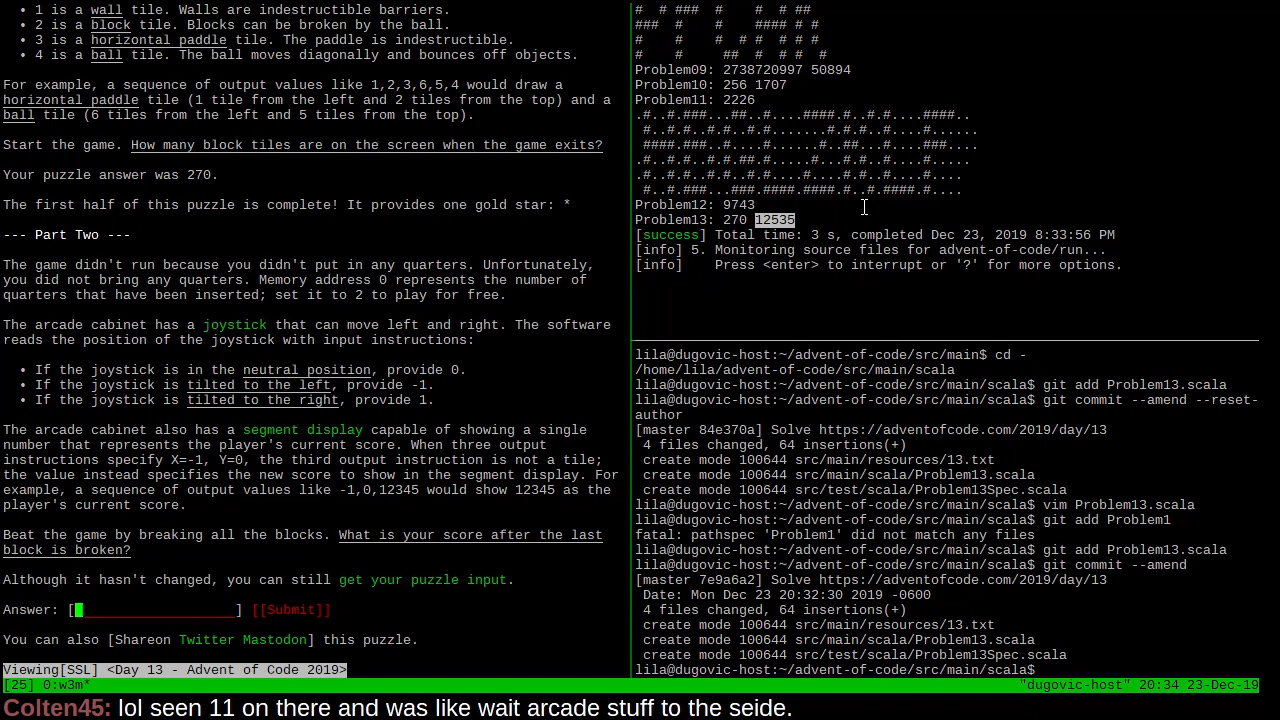 • 1 is a wall tile. Walls are indestructible barriers.
• 2 is a block tile. Blocks can be broken by the ball.
• 3 is a horizontal paddle tile. The paddle is indestructible.
• 4 is a ball tile. The ball moves diagonally and bounces off objects.
For example, a sequence of output values like 1,2,3,6,5,4 would draw a
horizontal paddle tile (1 tile from the left and 2 tiles from the top) and a
ball tile (6 tiles from the left and 5 tiles from the top).
Start the game. How many block tiles are on the screen when the game exits?
Your puzzle answer was 270.
The first half of this puzzle is complete! It provides one gold star: *
--- Part Two ---
The game didn't run because you didn't put in any quarters. Unfortunately,
you did not bring any quarters. Memory address 0 represents the number of
quarters that have been inserted; set it to 2 to play for free.
The arcade cabinet has a joystick that can move left and right. The software
reads the position of the joystick with input instructions:
• If the joystick is in the neutral position, provide 0.
• If the joystick is tilted to the left, provide -1.
• If the joystick is tilted to the right, provide 1.
The arcade cabinet also has a segment display capable of showing a single
number that represents the player's current score. When three output
instructions specify X=-1, Y=0, the third output instruction is not a tile;
the value instead specifies the new score to show in the segment display. For
example, a sequence of output values like -1,0,12345 would show 12345 as the
player's current score.
Beat the game by breaking all the blocks. What is your score after the last
block is broken?
Although it hasn't changed, you can still get your puzzle input.
Answer: [_____________________] [[Submit]]
You can also [Shareon Twitter Mastodon] this puzzle.
Viewing[SSL] <Day 13 - Advent of Code 2019>
#  # ###  #    #  # ##
###  #    #    #### # #
#    #    #  # #  # # #
#    #     ##  #  # #  #
Problem09: 2738720997 50894
Problem10: 256 1707
Problem11: 2226
.#..#.###...##..#....####.#..#.#....####..
#..#.#..#.#..#.#.......#.#.#..#....#......
####.###..#....#......#..##...#....###....
.#..#.#..#.#.##.#.....#...#.#..#....#.....
.#..#.#..#.#..#.#....#....#.#..#....#....
#..#.###...###.####.####.#..#.####.#....
Problem12: 9743
Problem13: 270 12535
[success] Total time: 3 s, completed Dec 23, 2019 8:33:56 PM
[info] 5. Monitoring source files for advent-of-code/run...
[info]    Press <enter> to interrupt or '?' for more options.
lila@dugovic-host:~/advent-of-code/src/main$ cd -
/home/lila/advent-of-code/src/main/scala
lila@dugovic-host:~/advent-of-code/src/main/scala$ git add Problem13.scala
lila@dugovic-host:~/advent-of-code/src/main/scala$ git commit --amend --reset-
author
[master 84e370a] Solve https://adventofcode.com/2019/day/13
4 files changed, 64 insertions(+)
create mode 100644 src/main/resources/13.txt
create mode 100644 src/main/scala/Problem13.scala
create mode 100644 src/test/scala/Problem13Spec.scala
lila@dugovic-host:~/advent-of-code/src/main/scala$ vim Problem13.scala
lila@dugovic-host:~/advent-of-code/src/main/scala$ git add Problem1
fatal: pathspec 'Problem1' did not match any files
lila@dugovic-host:~/advent-of-code/src/main/scala$ git add Problem13.scala
lila@dugovic-host:~/advent-of-code/src/main/scala$ git commit --amend
[master 7e9a6a2] Solve https://adventofcode.com/2019/day/13
Date: Mon Dec 23 20:32:30 2019 -0600
4 files changed, 64 insertions(+)
create mode 100644 src/main/resources/13.txt
create mode 100644 src/main/scala/Problem13.scala
create mode 100644 src/test/scala/Problem13Spec.scala
lila@dugovic-host:~/advent-of-code/src/main/scala$
[25] 0:w3m* "dugovic-host" 20:34 23-Dec-19
Colten45: lol seen 11 on there and was like wait arcade stuff to the seide.